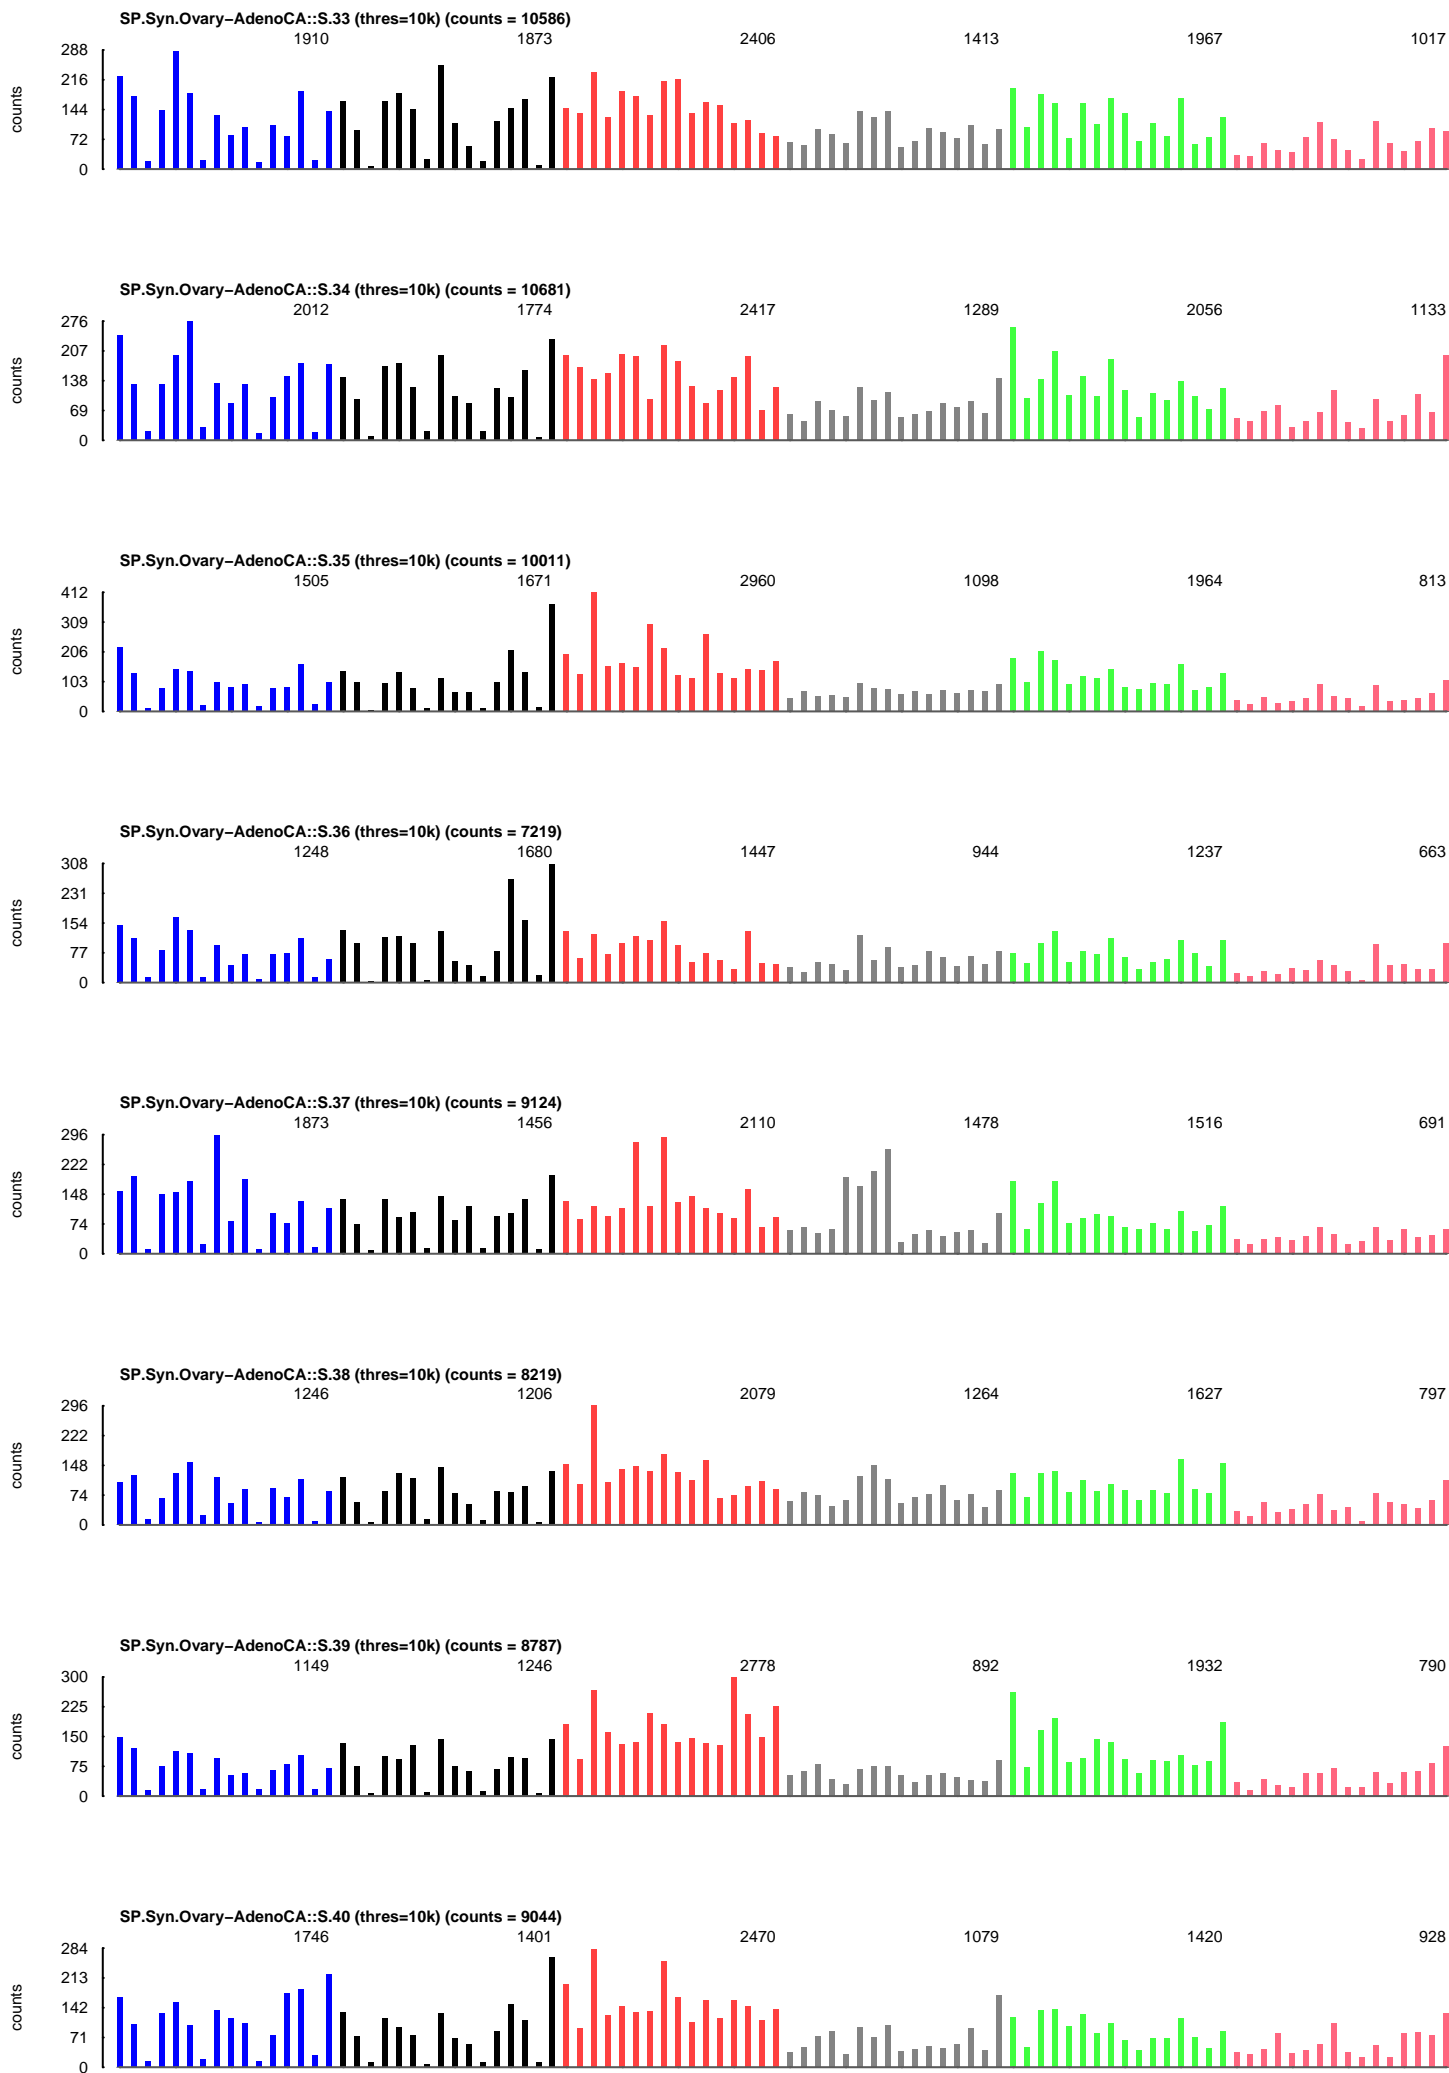 SP.Syn.Ovary−AdenoCA::S.33 (thres=10k) (counts = 10586)
1910 1873 2406 1413 1967 1017
288
216
144
72
0
counts
SP.Syn.Ovary−AdenoCA::S.34 (thres=10k) (counts = 10681)
2012 1774 2417 1289 2056 1133
276
207
138
69
0
counts
SP.Syn.Ovary−AdenoCA::S.35 (thres=10k) (counts = 10011)
1505 1671 2960 1098 1964 813
412
309
206
103
0
counts
SP.Syn.Ovary−AdenoCA::S.36 (thres=10k) (counts = 7219)
1248 1680 1447 944 1237 663
308
231
154
77
0
counts
SP.Syn.Ovary−AdenoCA::S.37 (thres=10k) (counts = 9124)
1873 1456 2110 1478 1516 691
296
222
148
74
0
counts
SP.Syn.Ovary−AdenoCA::S.38 (thres=10k) (counts = 8219)
1246 1206 2079 1264 1627 797
296
222
148
74
0
counts
SP.Syn.Ovary−AdenoCA::S.39 (thres=10k) (counts = 8787)
1149 1246 2778 892 1932 790
300
225
150
75
0
counts
SP.Syn.Ovary−AdenoCA::S.40 (thres=10k) (counts = 9044)
1746 1401 2470 1079 1420 928
284
213
142
71
0
counts